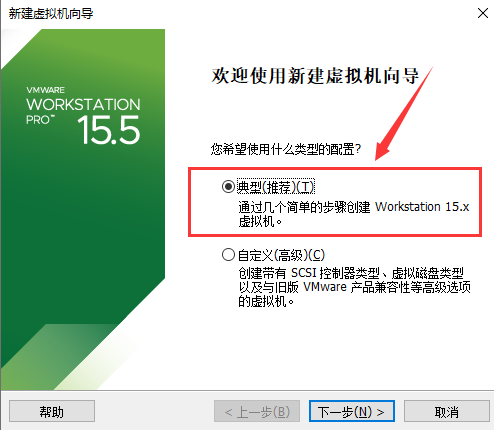 新建虚拟机向导
VMWARE
WORKSTATION
PRO™ 15.5
欢迎使用新建虚拟机向导
您希望使用什么类型的配置?
典型(推荐)(T)
通过几个简单的步骤创建 Workstation 15.x
虚拟机。
自定义(高级)(C)
创建带有 SCSI 控制器类型、虚拟磁盘类型
以及与旧版 VMware 产品兼容性等高级选项
的虚拟机。
帮助
< 上一步(B)
下一步(N) >
取消